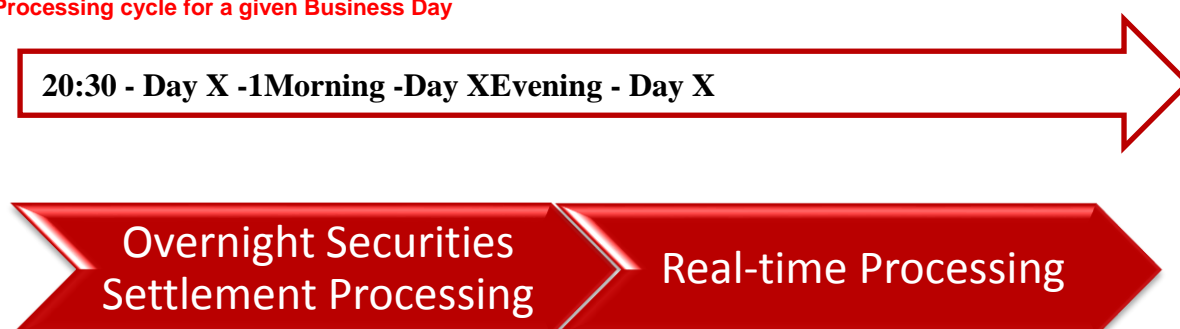 Processing cycle for a given Business Day
20:30 - Day X -1Morning -Day XEvening - Day X
Overnight Securities
Settlement Processing
Real-time Processing